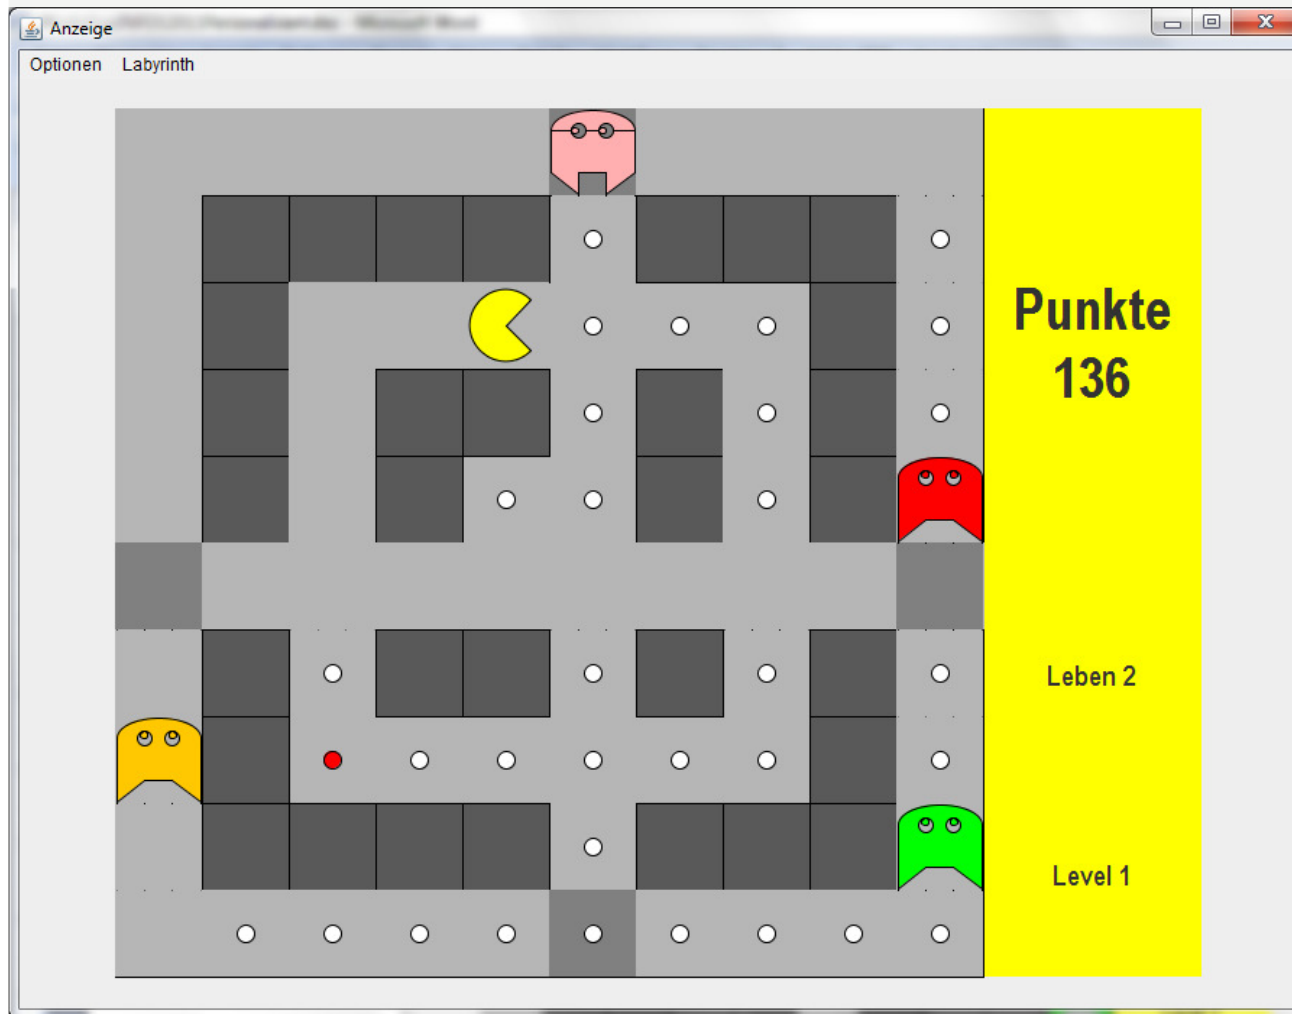 Anzeige
Optionen Labyrinth
Punkte
136
Leben 2
Level 1